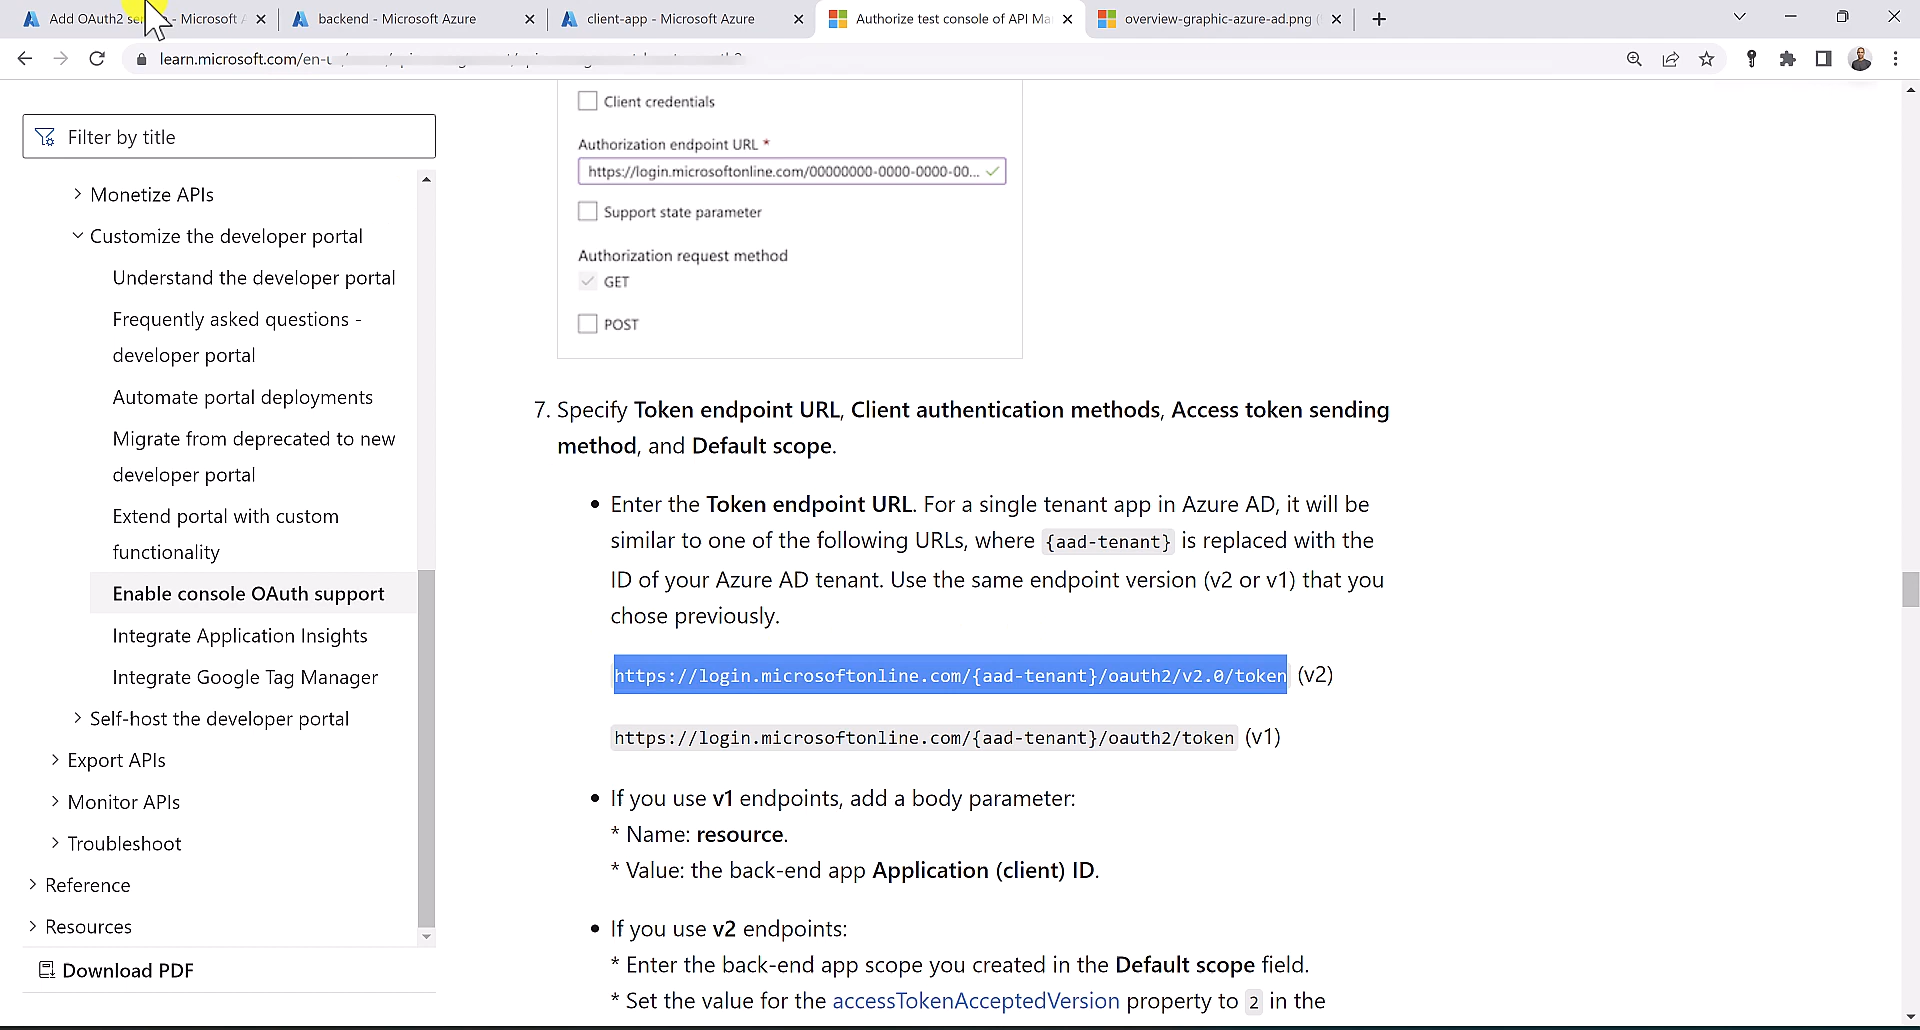 Add OAuth2 se - Microsoft A
backend - Microsoft Azure
client-app - Microsoft Azure
Authorize test console of API Ma
overview-graphic-azure-ad.png (
learn.microsoft.com/en-u
Filter by title
Monetize APIs
Customize the developer portal
Understand the developer portal
Frequently asked questions -
developer portal
Automate portal deployments
Migrate from deprecated to new
developer portal
Extend portal with custom
functionality
Enable console OAuth support
Integrate Application Insights
Integrate Google Tag Manager
Self-host the developer portal
Export APIs
Monitor APIs
Troubleshoot
Reference
Resources
Download PDF
Client credentials
Authorization endpoint URL *
https://login.microsoftonline.com/00000000-0000-0000-00...
Support state parameter
Authorization request method
GET
POST
7. Specify Token endpoint URL, Client authentication methods, Access token sending
method, and Default scope.
• Enter the Token endpoint URL. For a single tenant app in Azure AD, it will be
similar to one of the following URLs, where {aad-tenant} is replaced with the
ID of your Azure AD tenant. Use the same endpoint version (v2 or v1) that you
chose previously.
https://login.microsoftonline.com/{aad-tenant}/oauth2/v2.0/token (v2)
https://login.microsoftonline.com/{aad-tenant}/oauth2/token (v1)
• If you use v1 endpoints, add a body parameter:
* Name: resource.
* Value: the back-end app Application (client) ID.
• If you use v2 endpoints:
* Enter the back-end app scope you created in the Default scope field.
* Set the value for the accessTokenAcceptedVersion property to 2 in the